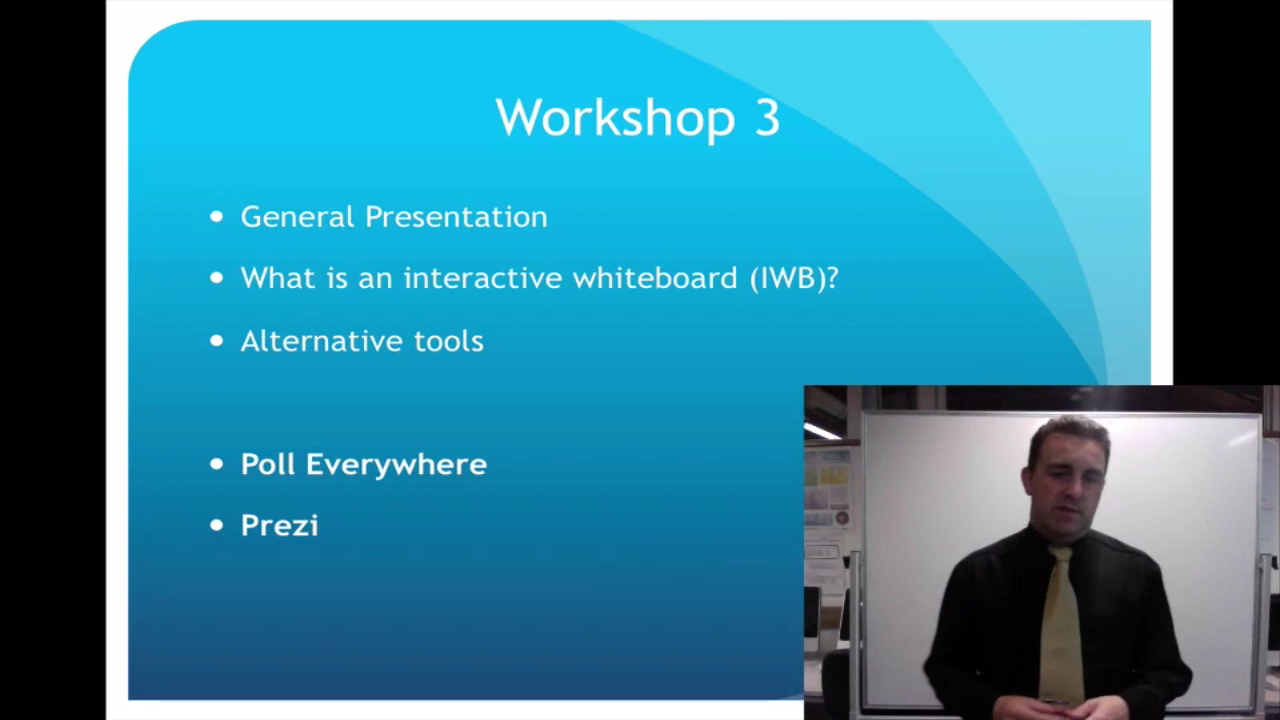 Workshop 3
General Presentation
What is an interactive whiteboard (IWB)?
Alternative tools
Poll Everywhere
Prezi